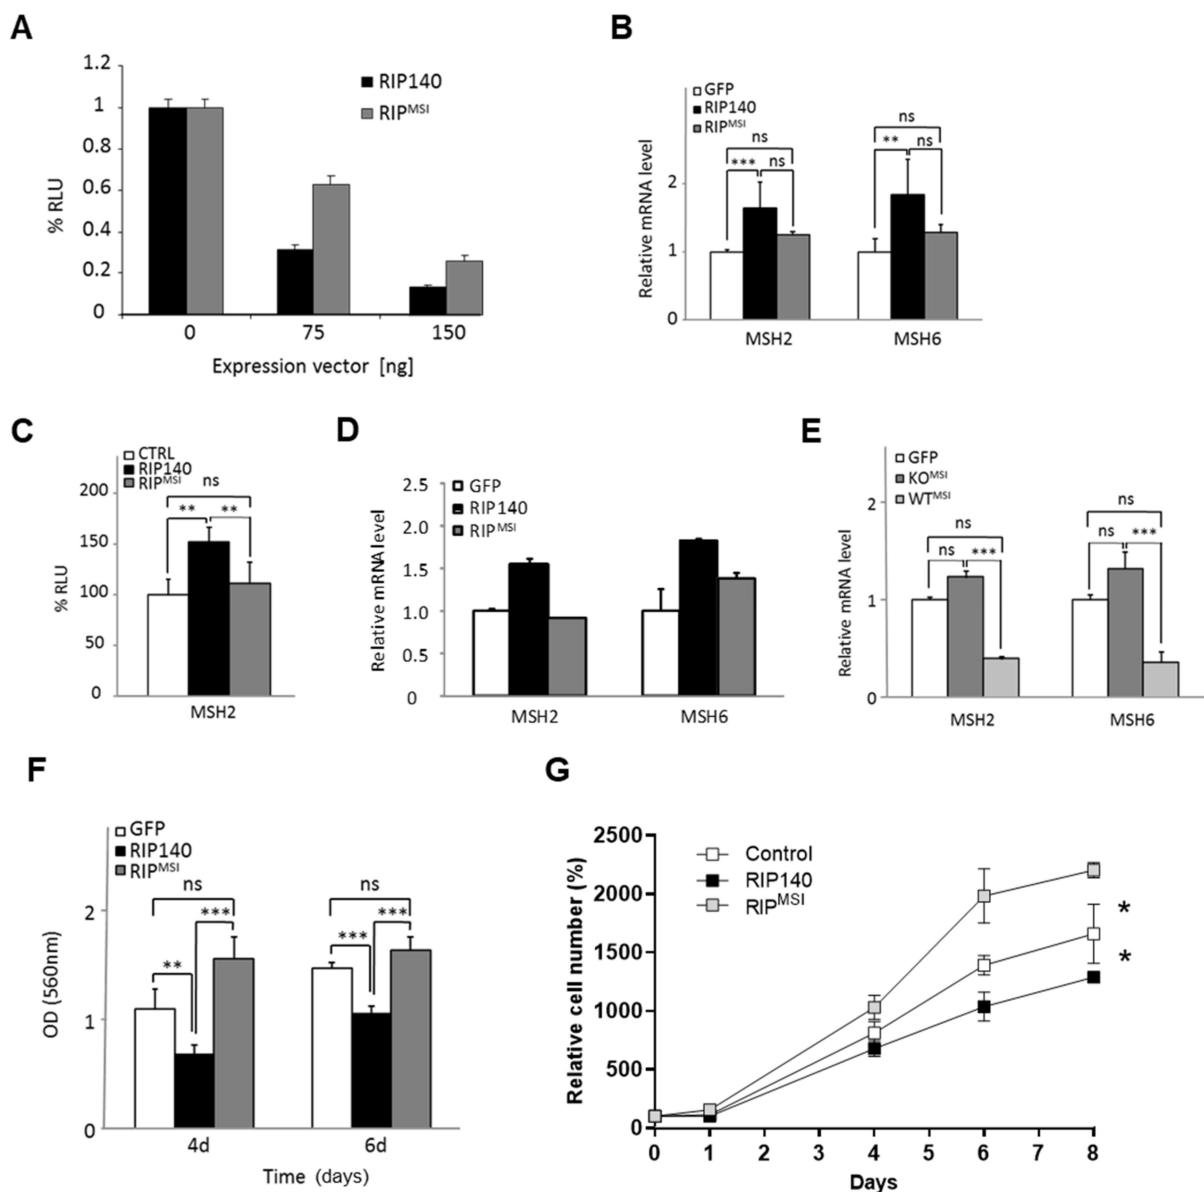 A
1.2
1
0.8
0.6
0.4
0.2
0
% RLU
RIP140
RIPMSI
0 75 150
Expression vector [ng]
B
GFP
RIP140
RIPMSI
2
1
0
Relative mRNA level
ns
*** ns
ns
** ns
MSH2 MSH6
C
CTRL
RIP140
RIPMSI
200
150
100
50
0
% RLU
ns
** **
MSH2
D
2.5
2.0
1.5
1.0
0.5
0
Relative mRNA level
GFP
RIP140
RIPMSI
MSH2 MSH6
E
GFP
KOMSI
WTMSI
2
1
0
Relative mRNA level
ns
ns ***
ns
ns ***
MSH2 MSH6
F
GFP
RIP140
RIPMSI
2
1
0
OD (560nm)
ns
***
**
ns
***
***
4d 6d
Time (days)
G
2500
2000
1500
1000
500
0
Relative cell number (%)
Control
RIP140
RIPMSI
*
*
0 1 2 3 4 5 6 7 8
Days